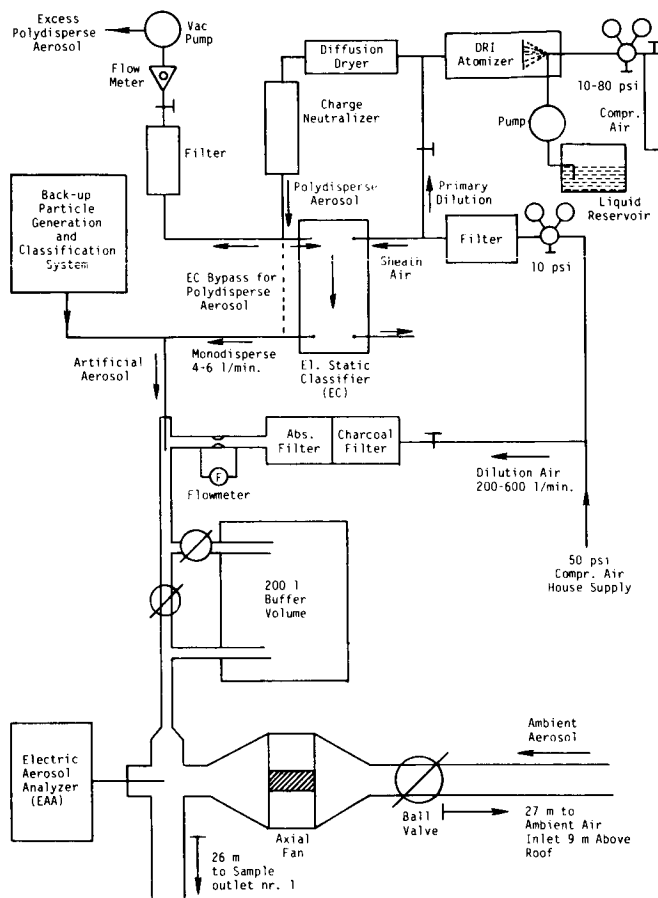 Excess
Polydisperse
Aerosol
Vac
Pump
Flow
Meter
Filter
Diffusion
Dryer
Charge
Neutralizer
DRI
Atomizer
10-80 psi
Compr.
Air
Pump
Liquid
Reservoir
Back-up
Particle
Generation
and
Classification
System
Polydisperse
Aerosol
Primary
Dilution
Filter
10 psi
Sheath
Air
EC Bypass for
Polydisperse
Aerosol
Monodisperse
4-6 l/min.
El. Static
Classifier
(EC)
Artificial
Aerosol
Abs.
Filter
Charcoal
Filter
F
Flowmeter
Dilution Air
200-600 l/min.
50 psi
Compr. Air
House Supply
200 l
Buffer
Volume
Electric
Aerosol
Analyzer
(EAA)
Ambient
Aerosol
Axial
Fan
Ball
Valve
27 m to
Ambient Air
Inlet 9 m Above
Roof
26 m
to Sample
outlet nr. 1